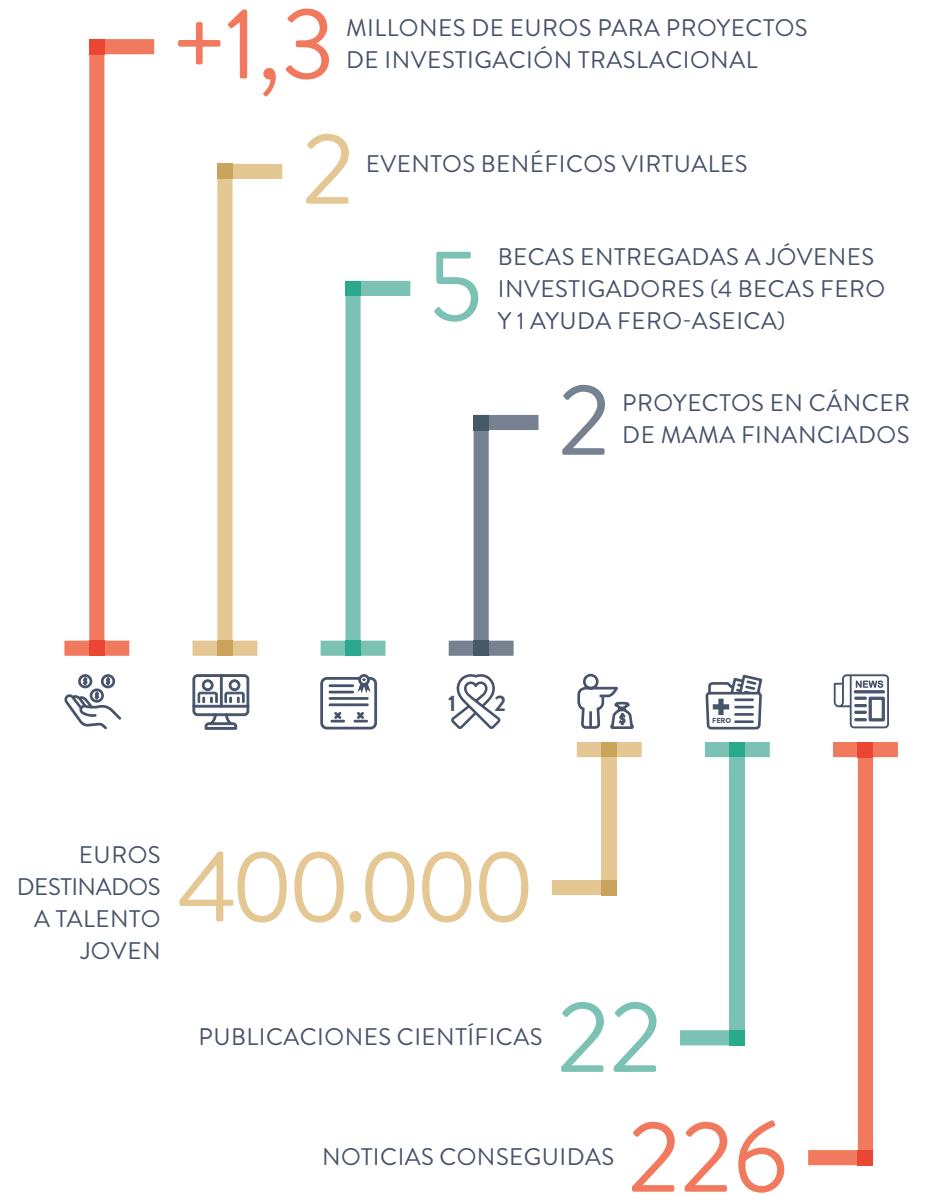 +1,3
MILLONES DE EUROS PARA PROYECTOS
DE INVESTIGACIÓN TRASLACIONAL
2
EVENTOS BENÉFICOS VIRTUALES
5
BECAS ENTREGADAS A JÓVENES
INVESTIGADORES (4 BECAS FERO
Y 1 AYUDA FERO-ASEICA)
2
PROYECTOS EN CÁNCER
DE MAMA FINANCIADOS
$ $
$
1 2
$
FERO
NEWS
EUROS
DESTINADOS
A TALENTO
JOVEN
400.000
PUBLICACIONES CIENTÍFICAS
22
NOTICIAS CONSEGUIDAS
226